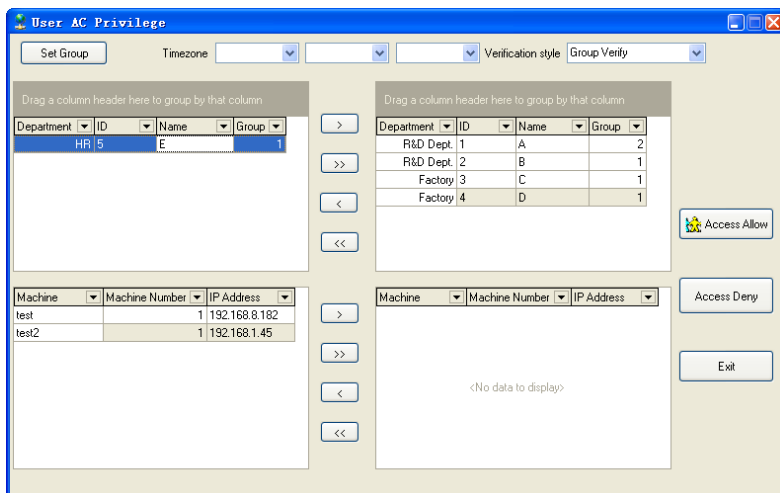 User AC Privilege
Set Group Timezone Verification style Group Verify
Drag a column header here to group by that column
Department ID Name Group
HR 5 E 1
>
>>
<
<<
Drag a column header here to group by that column
Department ID Name Group
R&D Dept. 1 A 2
R&D Dept. 2 B 1
Factory 3 C 1
Factory 4 D 1
Access Allow
Access Deny
Exit
Machine Machine Number IP Address
test 1 192.168.8.182
test2 1 192.168.1.45
>
>>
<
<<
Machine Machine Number IP Address
<No data to display>